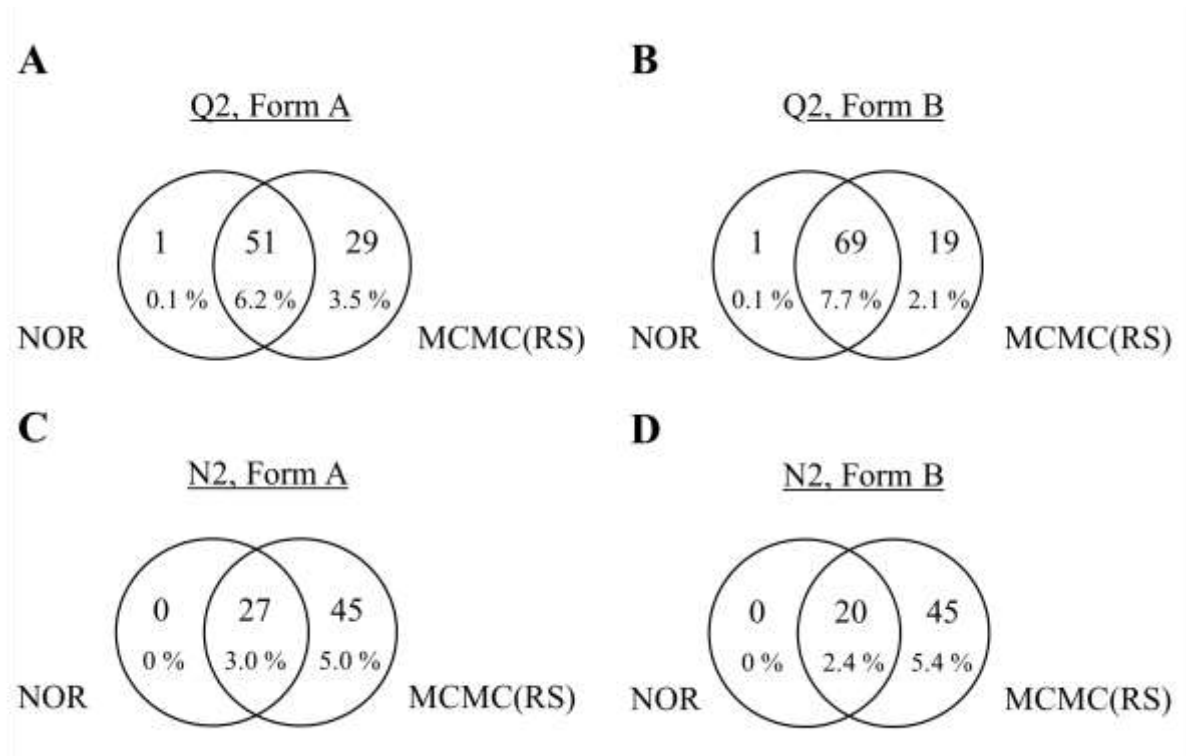 A
B
Q2, Form A
Q2, Form B
1 51 29
1 69 19
0.1 % 6.2 % 3.5 %
0.1 % 7.7 % 2.1 %
NOR MCMC(RS)
NOR MCMC(RS)
C
D
N2, Form A
N2, Form B
0 27 45
0 20 45
0 % 3.0 % 5.0 %
0 % 2.4 % 5.4 %
NOR MCMC(RS)
NOR MCMC(RS)